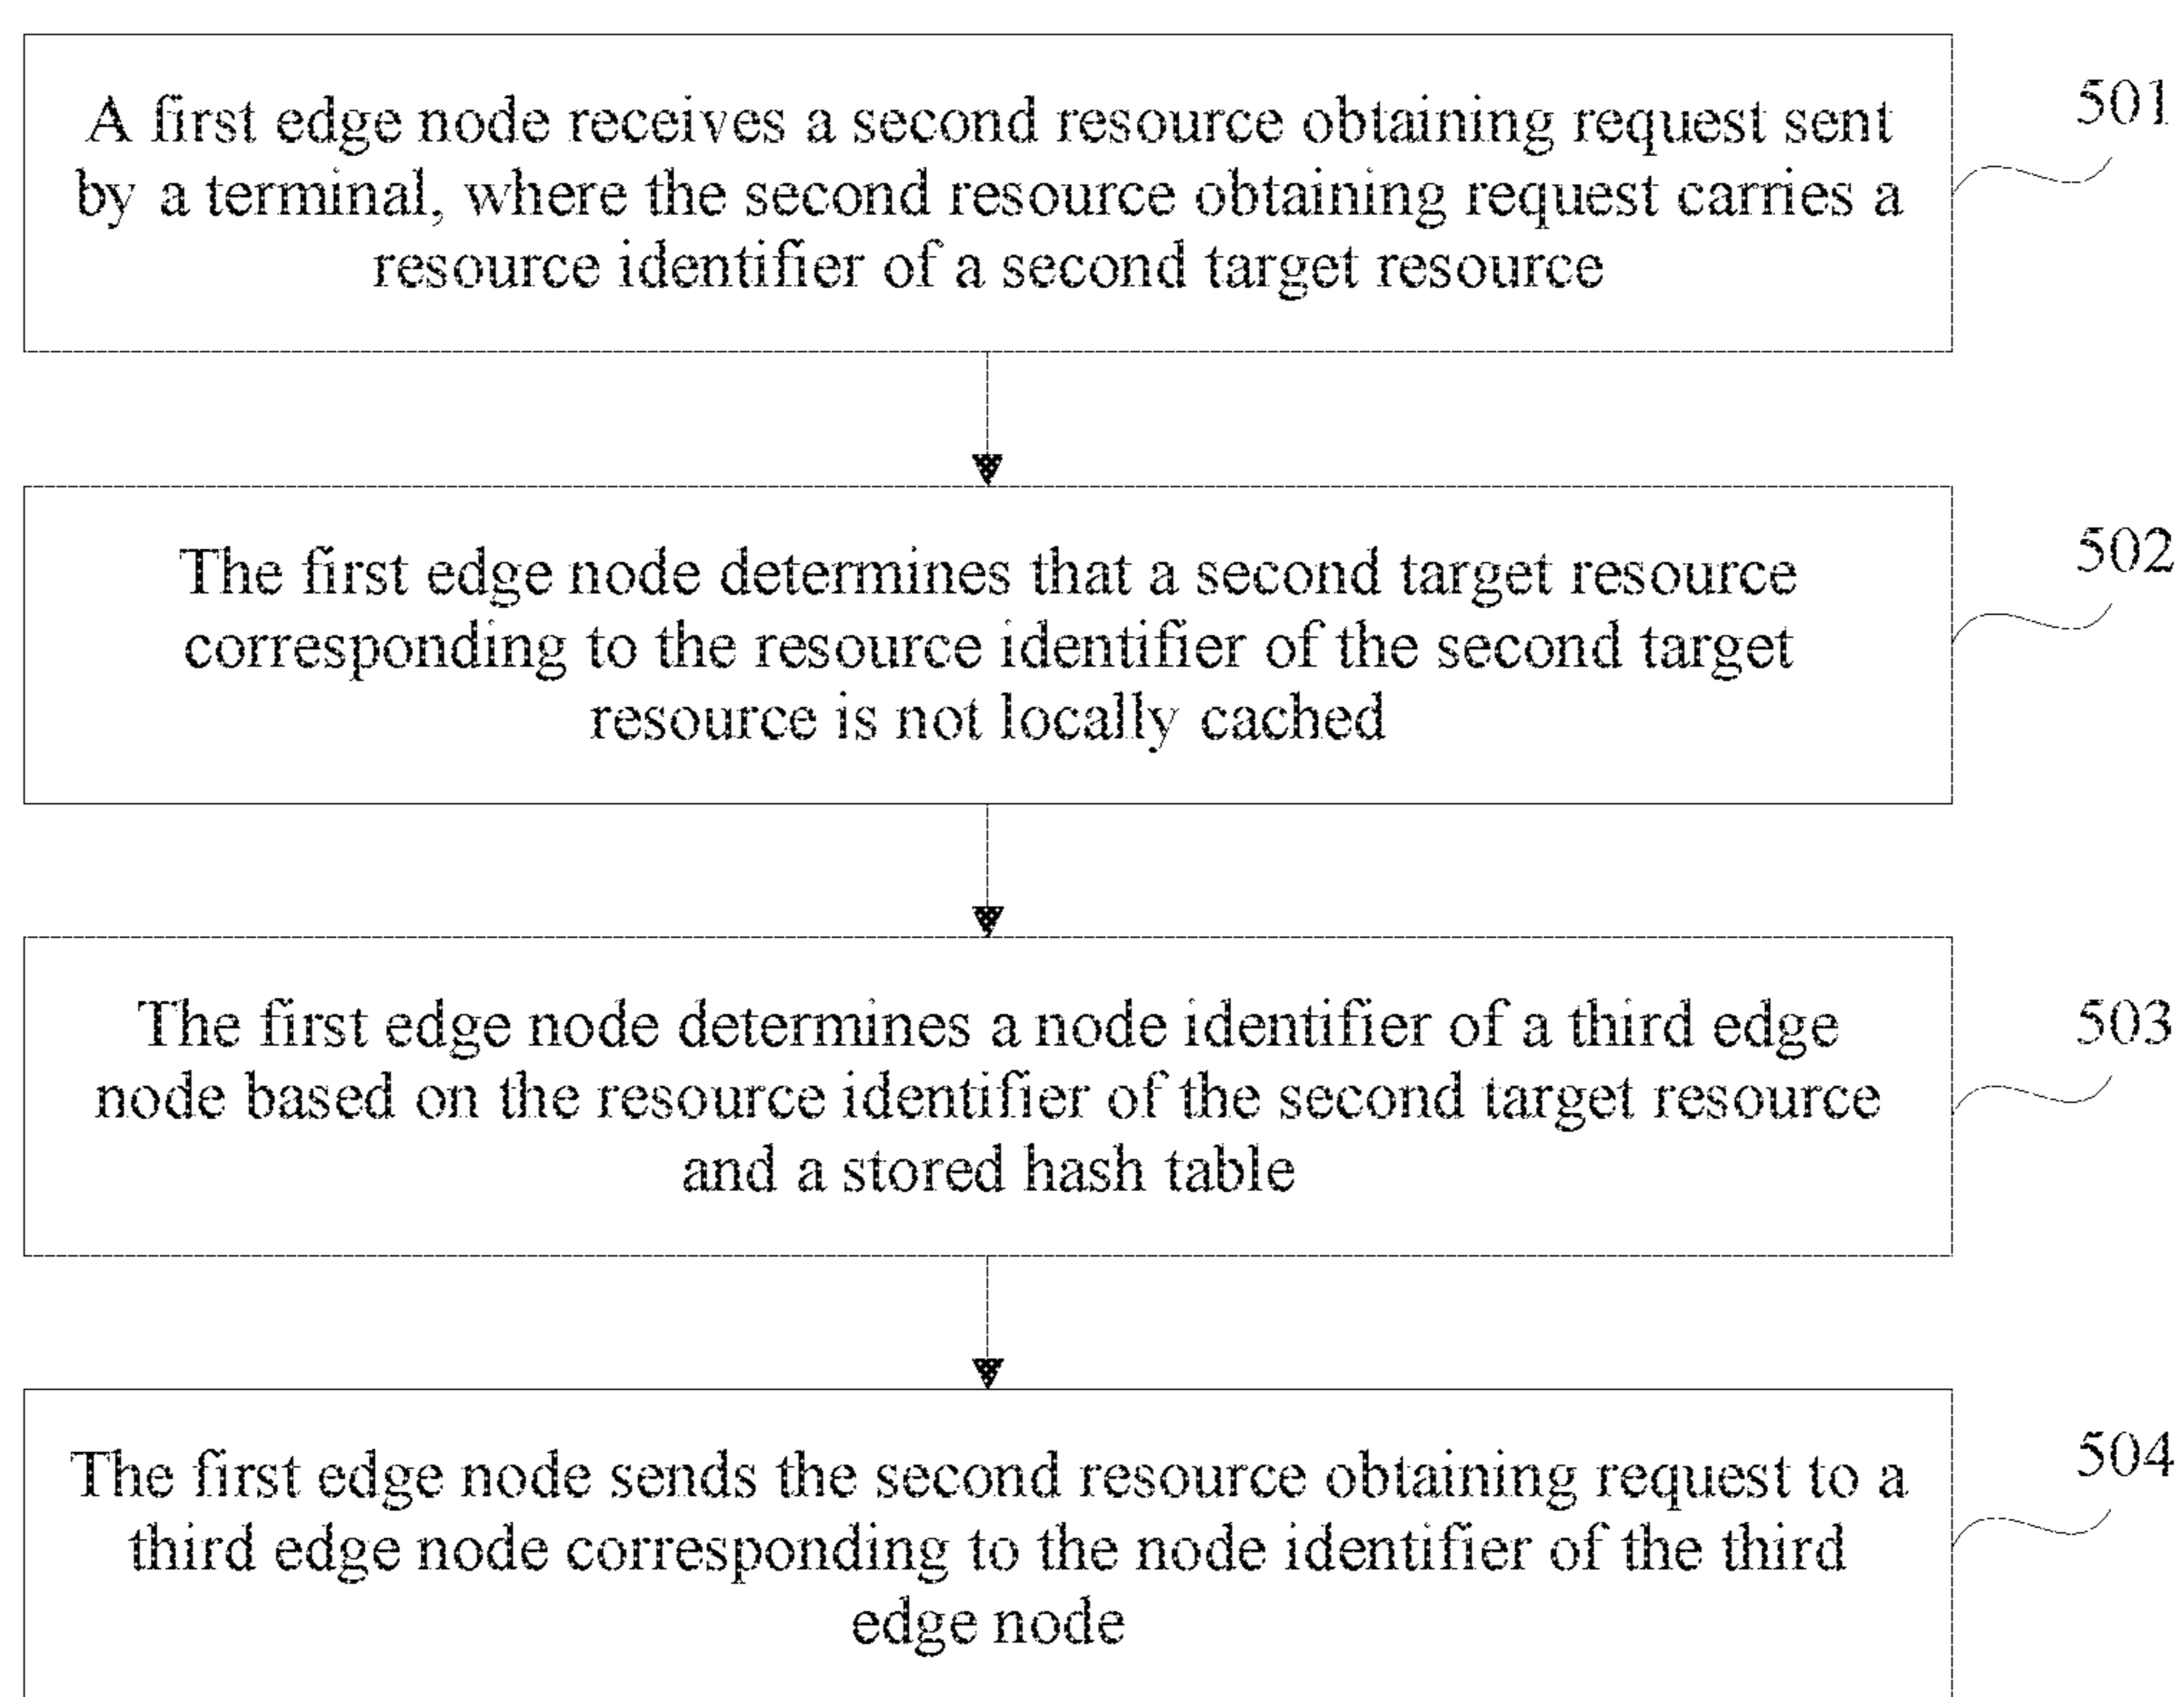 A first edge node receives a second resource obtaining request sent
by a terminal, where the second resource obtaining request carries a
resource identifier of a second target resource
501
The first edge node determines that a second target resource
corresponding to the resource identifier of the second target
resource is not locally cached
502
The first edge node determines a node identifier of a third edge
node based on the resource identifier of the second target resource
and a stored hash table
503
The first edge node sends the second resource obtaining request to a
third edge node corresponding to the node identifier of the third
edge node
504